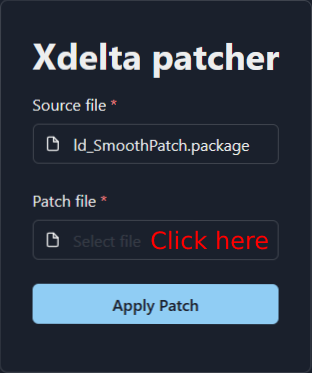 Xdelta patcher
Source file *
ld_SmoothPatch.package
Patch file *
Select file Click here
Apply Patch